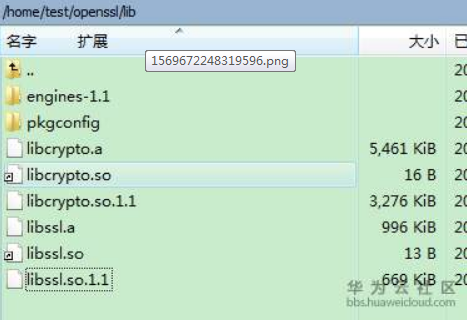 /home/test/openssl/lib
名字 扩展 大小 已
1569672248319596.png
.. 20
engines-1.1 20
pkgconfig 20
libcrypto.a 5,461 KiB 20
libcrypto.so 16 B 20
libcrypto.so.1.1 3,276 KiB 20
libssl.a 996 KiB 20
libssl.so 13 B 20
libssl.so.1.1 669 KiB 20
华为云社区
bbs.huaweicloud.com